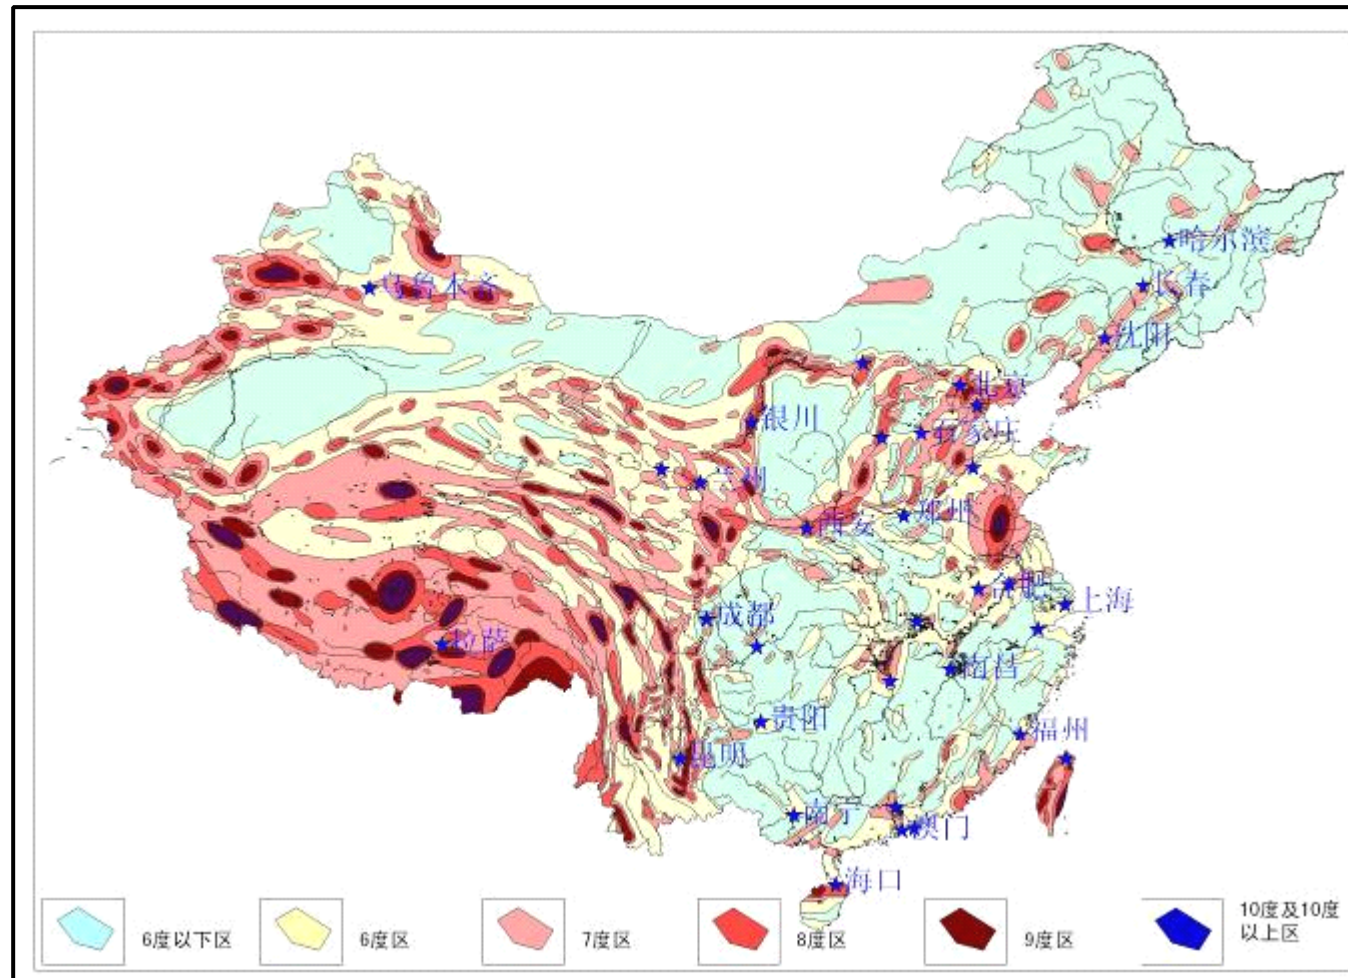 哈尔滨
乌鲁木齐
长春
沈阳
北京
银川
石家庄
兰州
西安
郑州
合肥
上海
成都
拉萨
南昌
贵阳
福州
昆明
南宁
澳门
海口
6度以下区
6度区
7度区
8度区
9度区
10度及10度
以上区